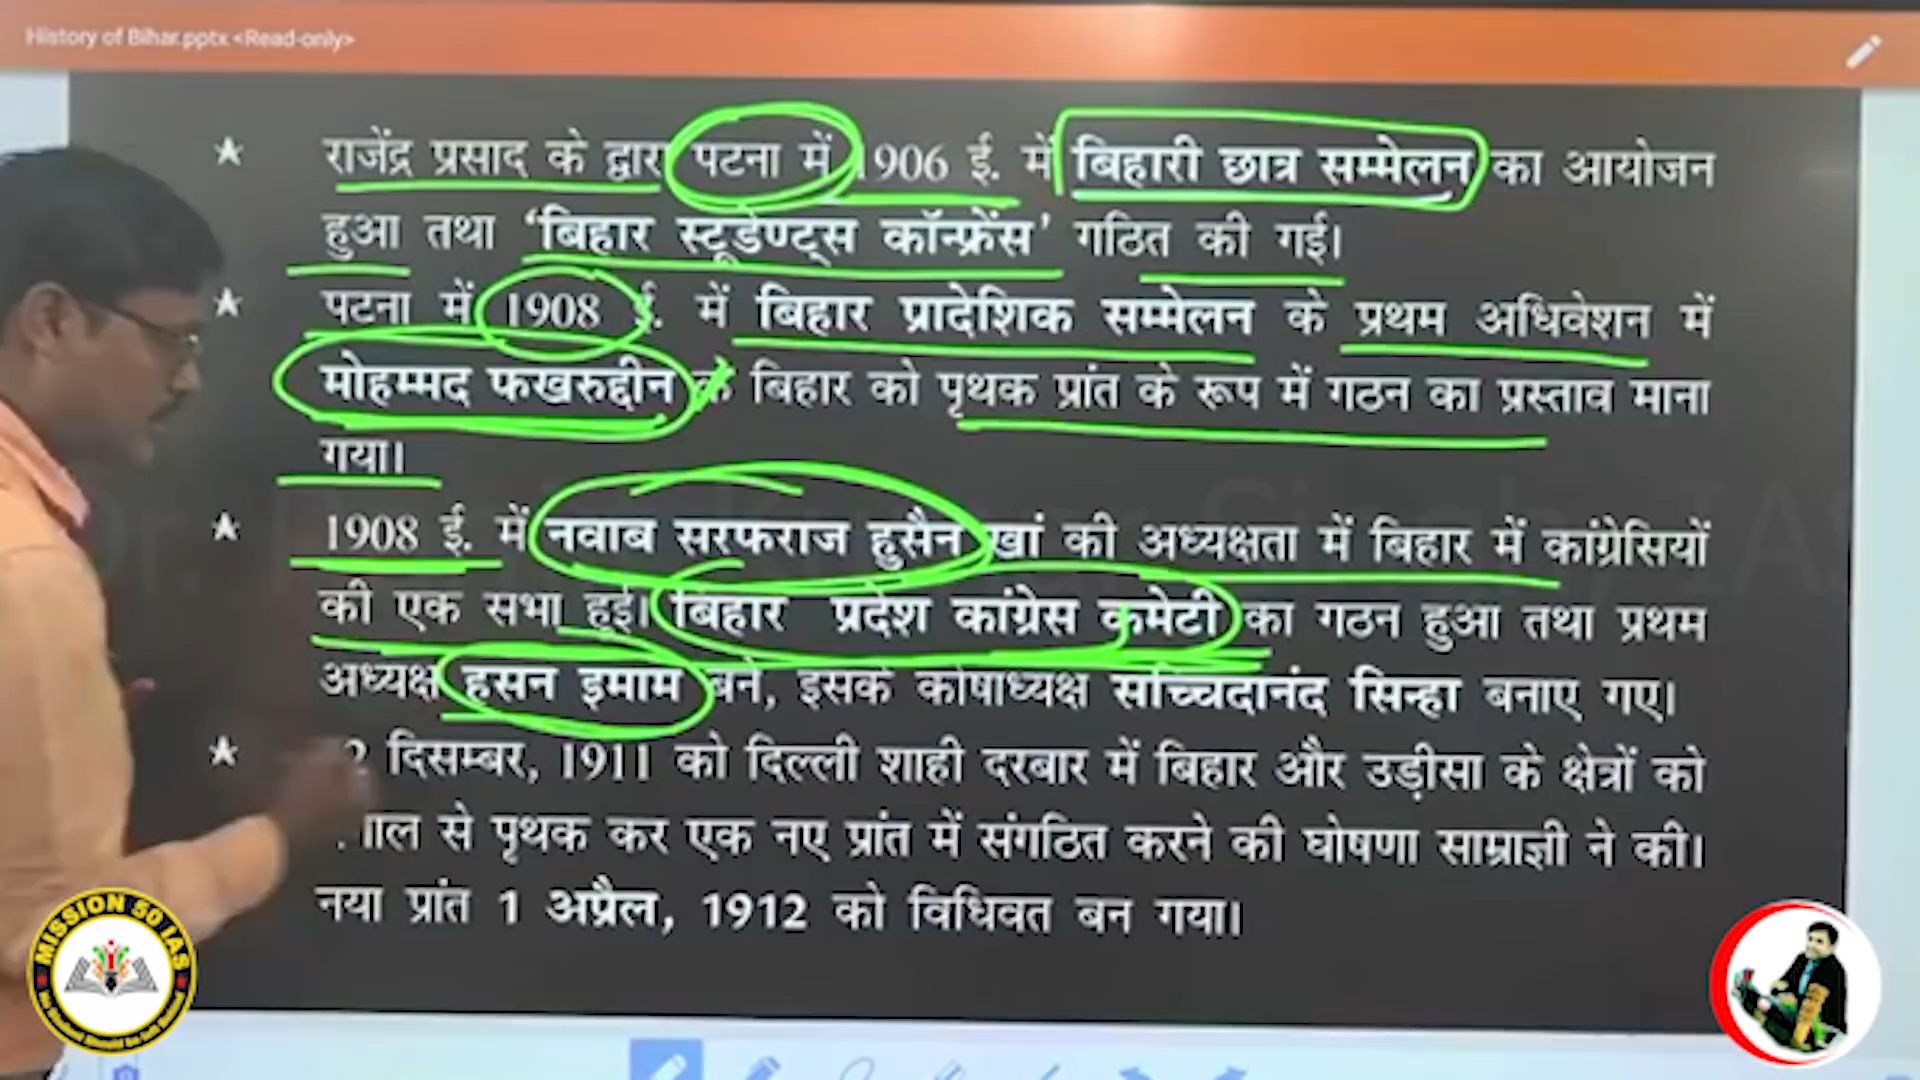 History of Bihar.pptx <Read-only>
★ राजेंद्र प्रसाद के द्वारा पटना में 1906 ई. में बिहारी छात्र सम्मेलन का आयोजन
हुआ तथा ‘बिहार स्टूडेण्ट्स कॉन्फ्रेंस’ गठित की गई।
★ पटना में 1908 ई. में बिहार प्रादेशिक सम्मेलन के प्रथम अधिवेशन में
मोहम्मद फखरुद्दीन के बिहार को पृथक प्रांत के रूप में गठन का प्रस्ताव माना
गया।
★ 1908 ई. में नवाब सरफराज हुसैन खां की अध्यक्षता में बिहार में कांग्रेसियों
की एक सभा हुई। बिहार प्रदेश कांग्रेस कमेटी का गठन हुआ तथा प्रथम
अध्यक्ष हसन इमाम बने, इसके कोषाध्यक्ष सच्चिदानंद सिन्हा बनाए गए।
★ 2 दिसम्बर, 1911 को दिल्ली शाही दरबार में बिहार और उड़ीसा के क्षेत्रों को
से पृथक कर एक नए प्रांत में संगठित करने की घोषणा साम्राज्ञी ने की।
नया प्रांत 1 अप्रैल, 1912 को विधिवत बन गया।
MISSION 50 IAS